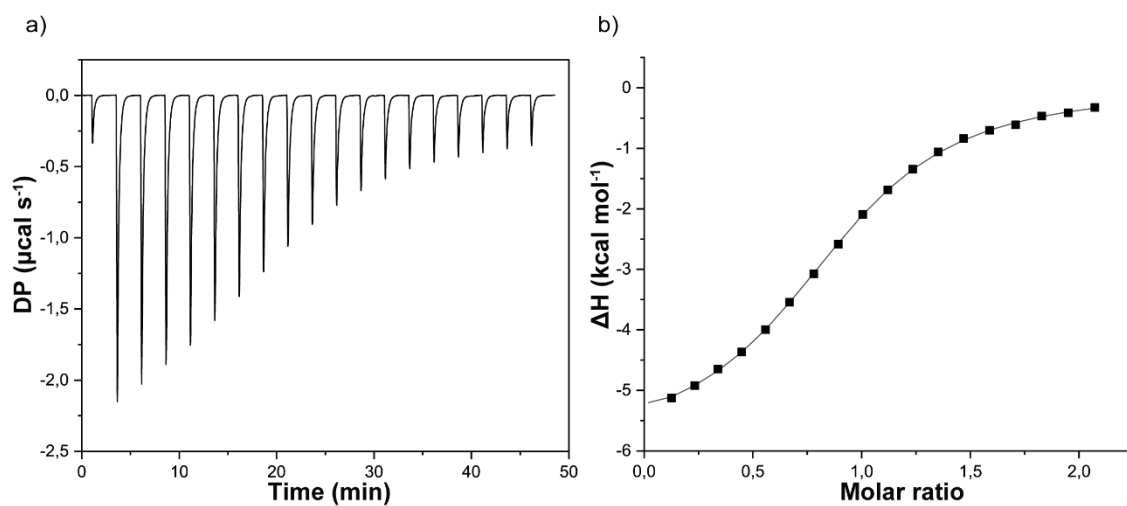 a)
0,0
-0,5
-1,0
-1,5
-2,0
-2,5
DP (µcal s⁻¹)
0 10 20 30 40 50
Time (min)
b)
0
-1
-2
-3
-4
-5
-6
ΔH (kcal mol⁻¹)
0,0 0,5 1,0 1,5 2,0
Molar ratio